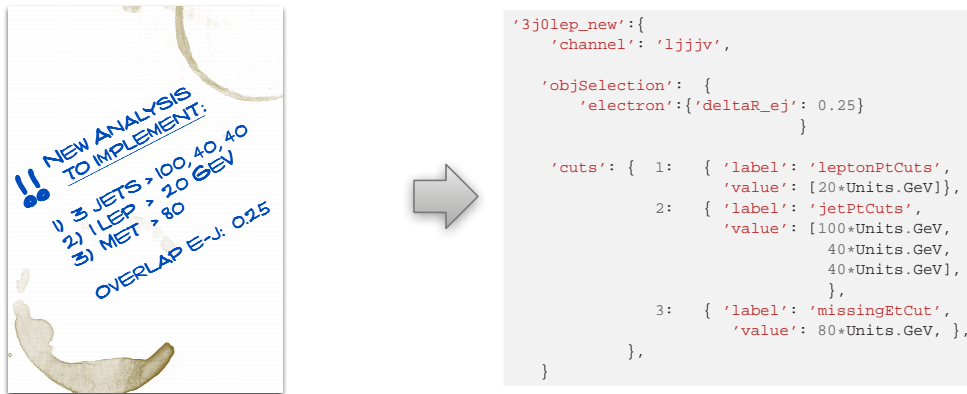 !! NEW ANALYSIS
TO IMPLEMENT:
1) 3 JETS > 100, 40, 40
2) 1 LEP > 20 GEV
3) MET > 80
OVERLAP E-J: 0.25
’3j0lep_new’:{
’channel’: ’ljjjv’,
’objSelection’: {
’electron’:{’deltaR_ej’: 0.25}
}
’cuts’: { 1: { ’label’: ’leptonPtCuts’,
’value’: [20*Units.GeV]},
2: { ’label’: ’jetPtCuts’,
’value’: [100*Units.GeV,
40*Units.GeV,
40*Units.GeV],
},
3: { ’label’: ’missingEtCut’,
’value’: 80*Units.GeV, },
},
}